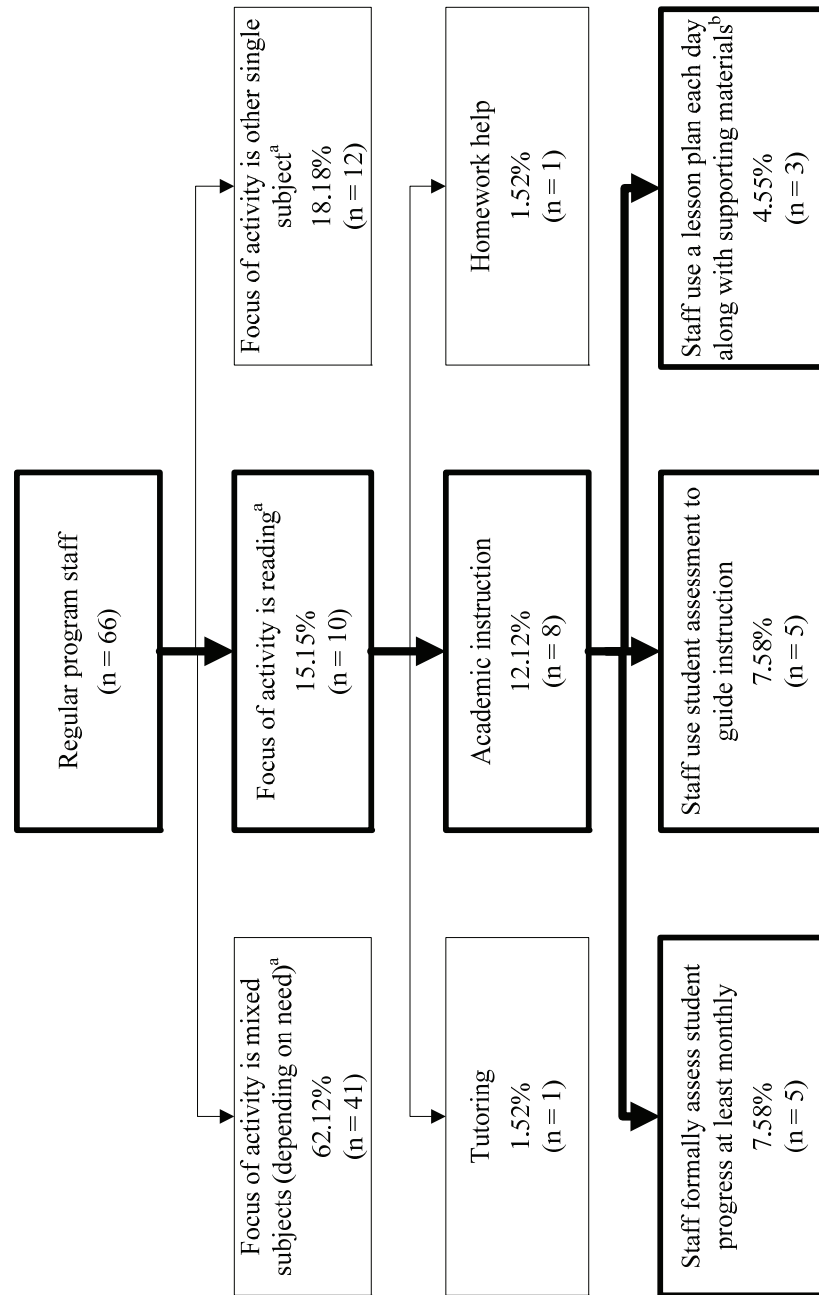 Regular program staff
(n = 66)
Focus of activity is mixed
subjects (depending on need)a
62.12%
(n = 41)
Focus of activity is readinga
15.15%
(n = 10)
Focus of activity is other single
subjecta
18.18%
(n = 12)
Tutoring
1.52%
(n = 1)
Academic instruction
12.12%
(n = 8)
Homework help
1.52%
(n = 1)
Staff formally assess student
progress at least monthly
7.58%
(n = 5)
Staff use student assessment to
guide instruction
7.58%
(n = 5)
Staff use a lesson plan each day
along with supporting materialsb
4.55%
(n = 3)